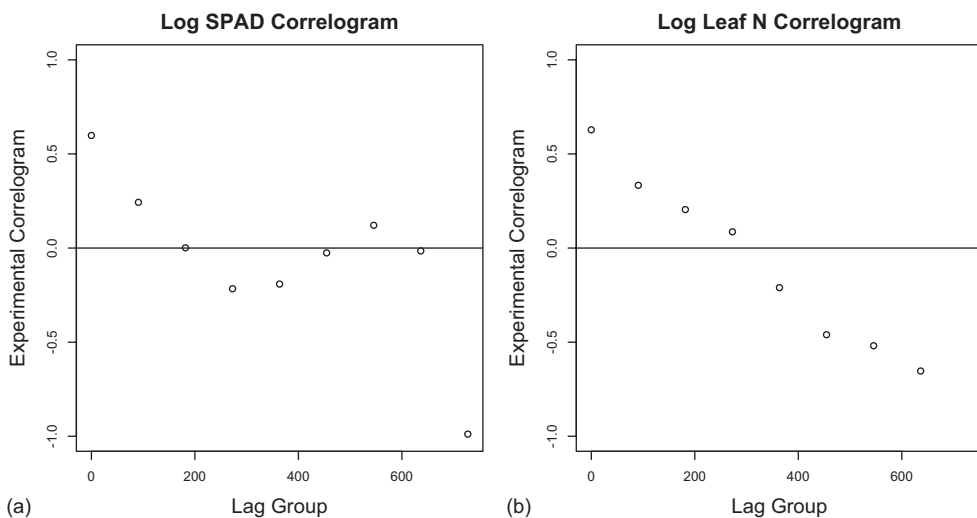 Log SPAD Correlogram
Experimental Correlogram
1.0
0.5
0.0
-0.5
-1.0
0 200 400 600
Lag Group
(a)
Log Leaf N Correlogram
Experimental Correlogram
1.0
0.5
0.0
-0.5
-1.0
0 200 400 600
Lag Group
(b)